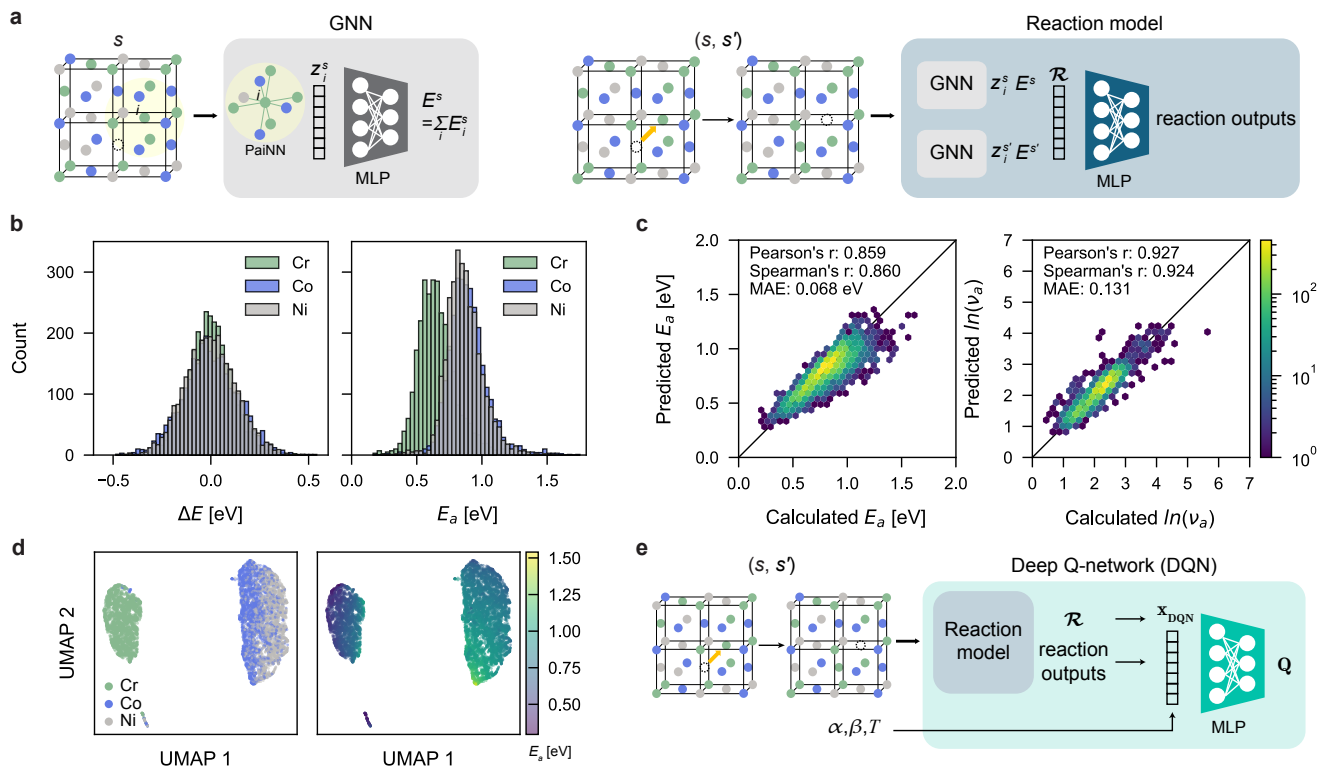 a
GNN
s
z_i^s
i
i
PaiNN
MLP
E^s
=∑_i E_i^s
(s, s′)
Reaction model
GNN
z_i^s E^s
ℛ
GNN
z_i^s′ E^s′
MLP
reaction outputs
b
Cr
Co
Ni
Cr
Co
Ni
Count
300
200
100
0
−0.5
0.0
0.5
ΔE [eV]
0.5
1.0
1.5
E_a [eV]
c
Pearson's r: 0.859
Spearman's r: 0.860
MAE: 0.068 eV
Predicted E_a [eV]
2.0
1.5
1.0
0.5
0.0
0.0 0.5 1.0 1.5 2.0
Calculated E_a [eV]
Pearson's r: 0.927
Spearman's r: 0.924
MAE: 0.131
Predicted ln(ν_a)
7
6
5
4
3
2
1
0
0 1 2 3 4 5 6 7
Calculated ln(ν_a)
10^2
10^1
10^0
d
UMAP 2
Cr
Co
Ni
UMAP 1
UMAP 1
1.50
1.25
1.00
0.75
0.50
E_a [eV]
e
(s, s′)
Deep Q-network (DQN)
Reaction
model
ℛ
reaction
outputs
x_DQN
Q
MLP
α,β,T